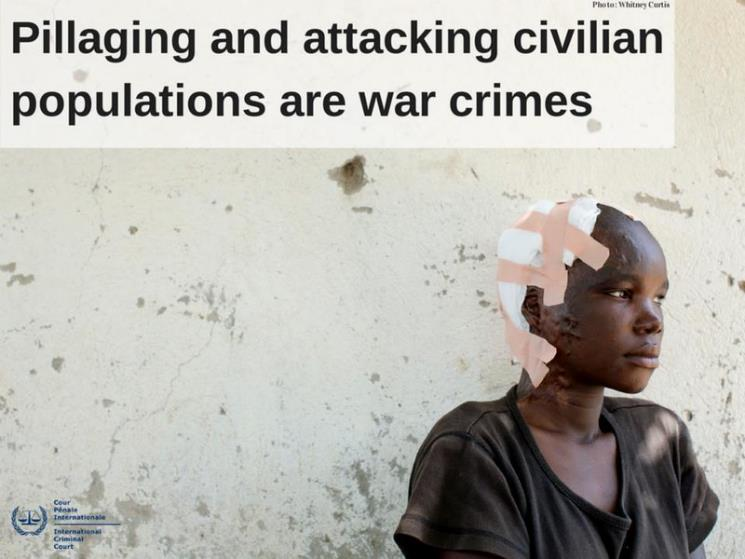 Photo: Whitney Curtis
Pillaging and attacking civilian
populations are war crimes
Cour
Pénale
Internationale
International
Criminal
Court